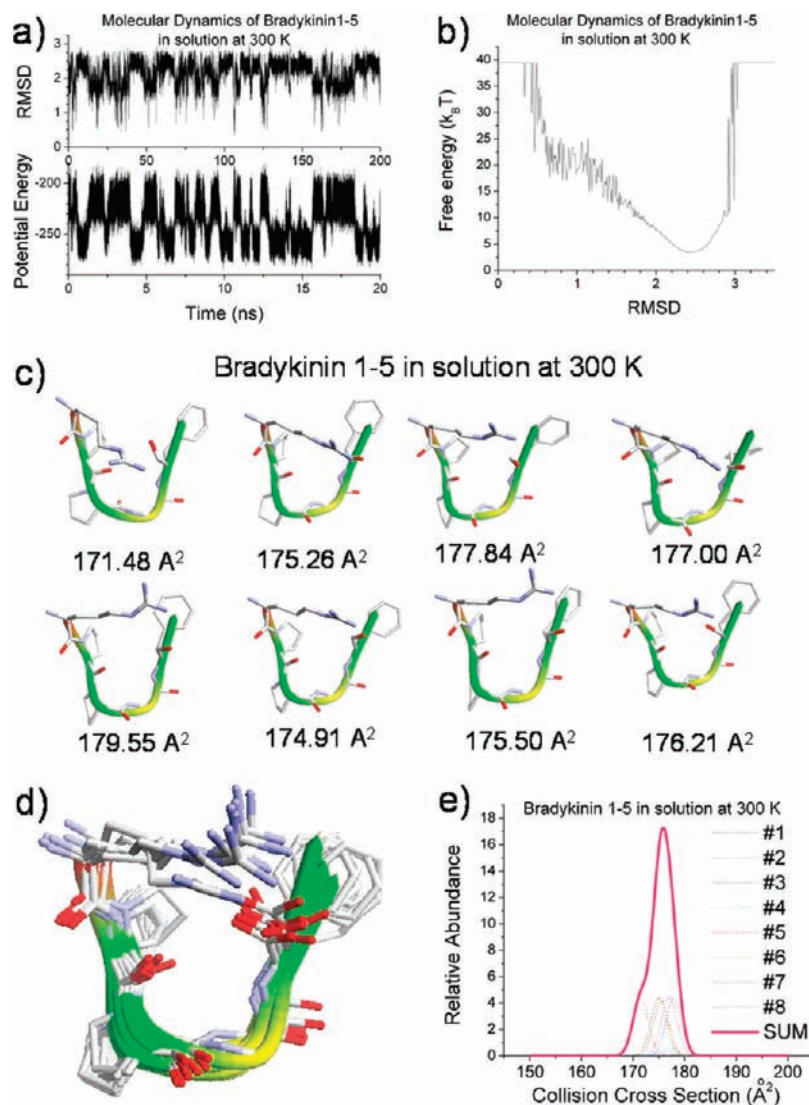 a)
Molecular Dynamics of Bradykinin1-5
in solution at 300 K
RMSD
3
2
1
0
0 50 100 150 200
Potential Energy
-200
-250
0 5 10 15 20
Time (ns)
b)
Molecular Dynamics of Bradykinin1-5
in solution at 300 K
Free energy (kBT)
40
35
30
25
20
15
10
5
0
0 1 2 3
RMSD
c)
Bradykinin 1-5 in solution at 300 K
171.48 A²
175.26 A²
177.84 A²
177.00 A²
179.55 A²
174.91 A²
175.50 A²
176.21 A²
d)
e)
Bradykinin 1-5 in solution at 300 K
Relative Abundance
18
16
14
12
10
8
6
4
2
0
#1
#2
#3
#4
#5
#6
#7
#8
SUM
150 160 170 180 190 200
Collision Cross Section (Å²)